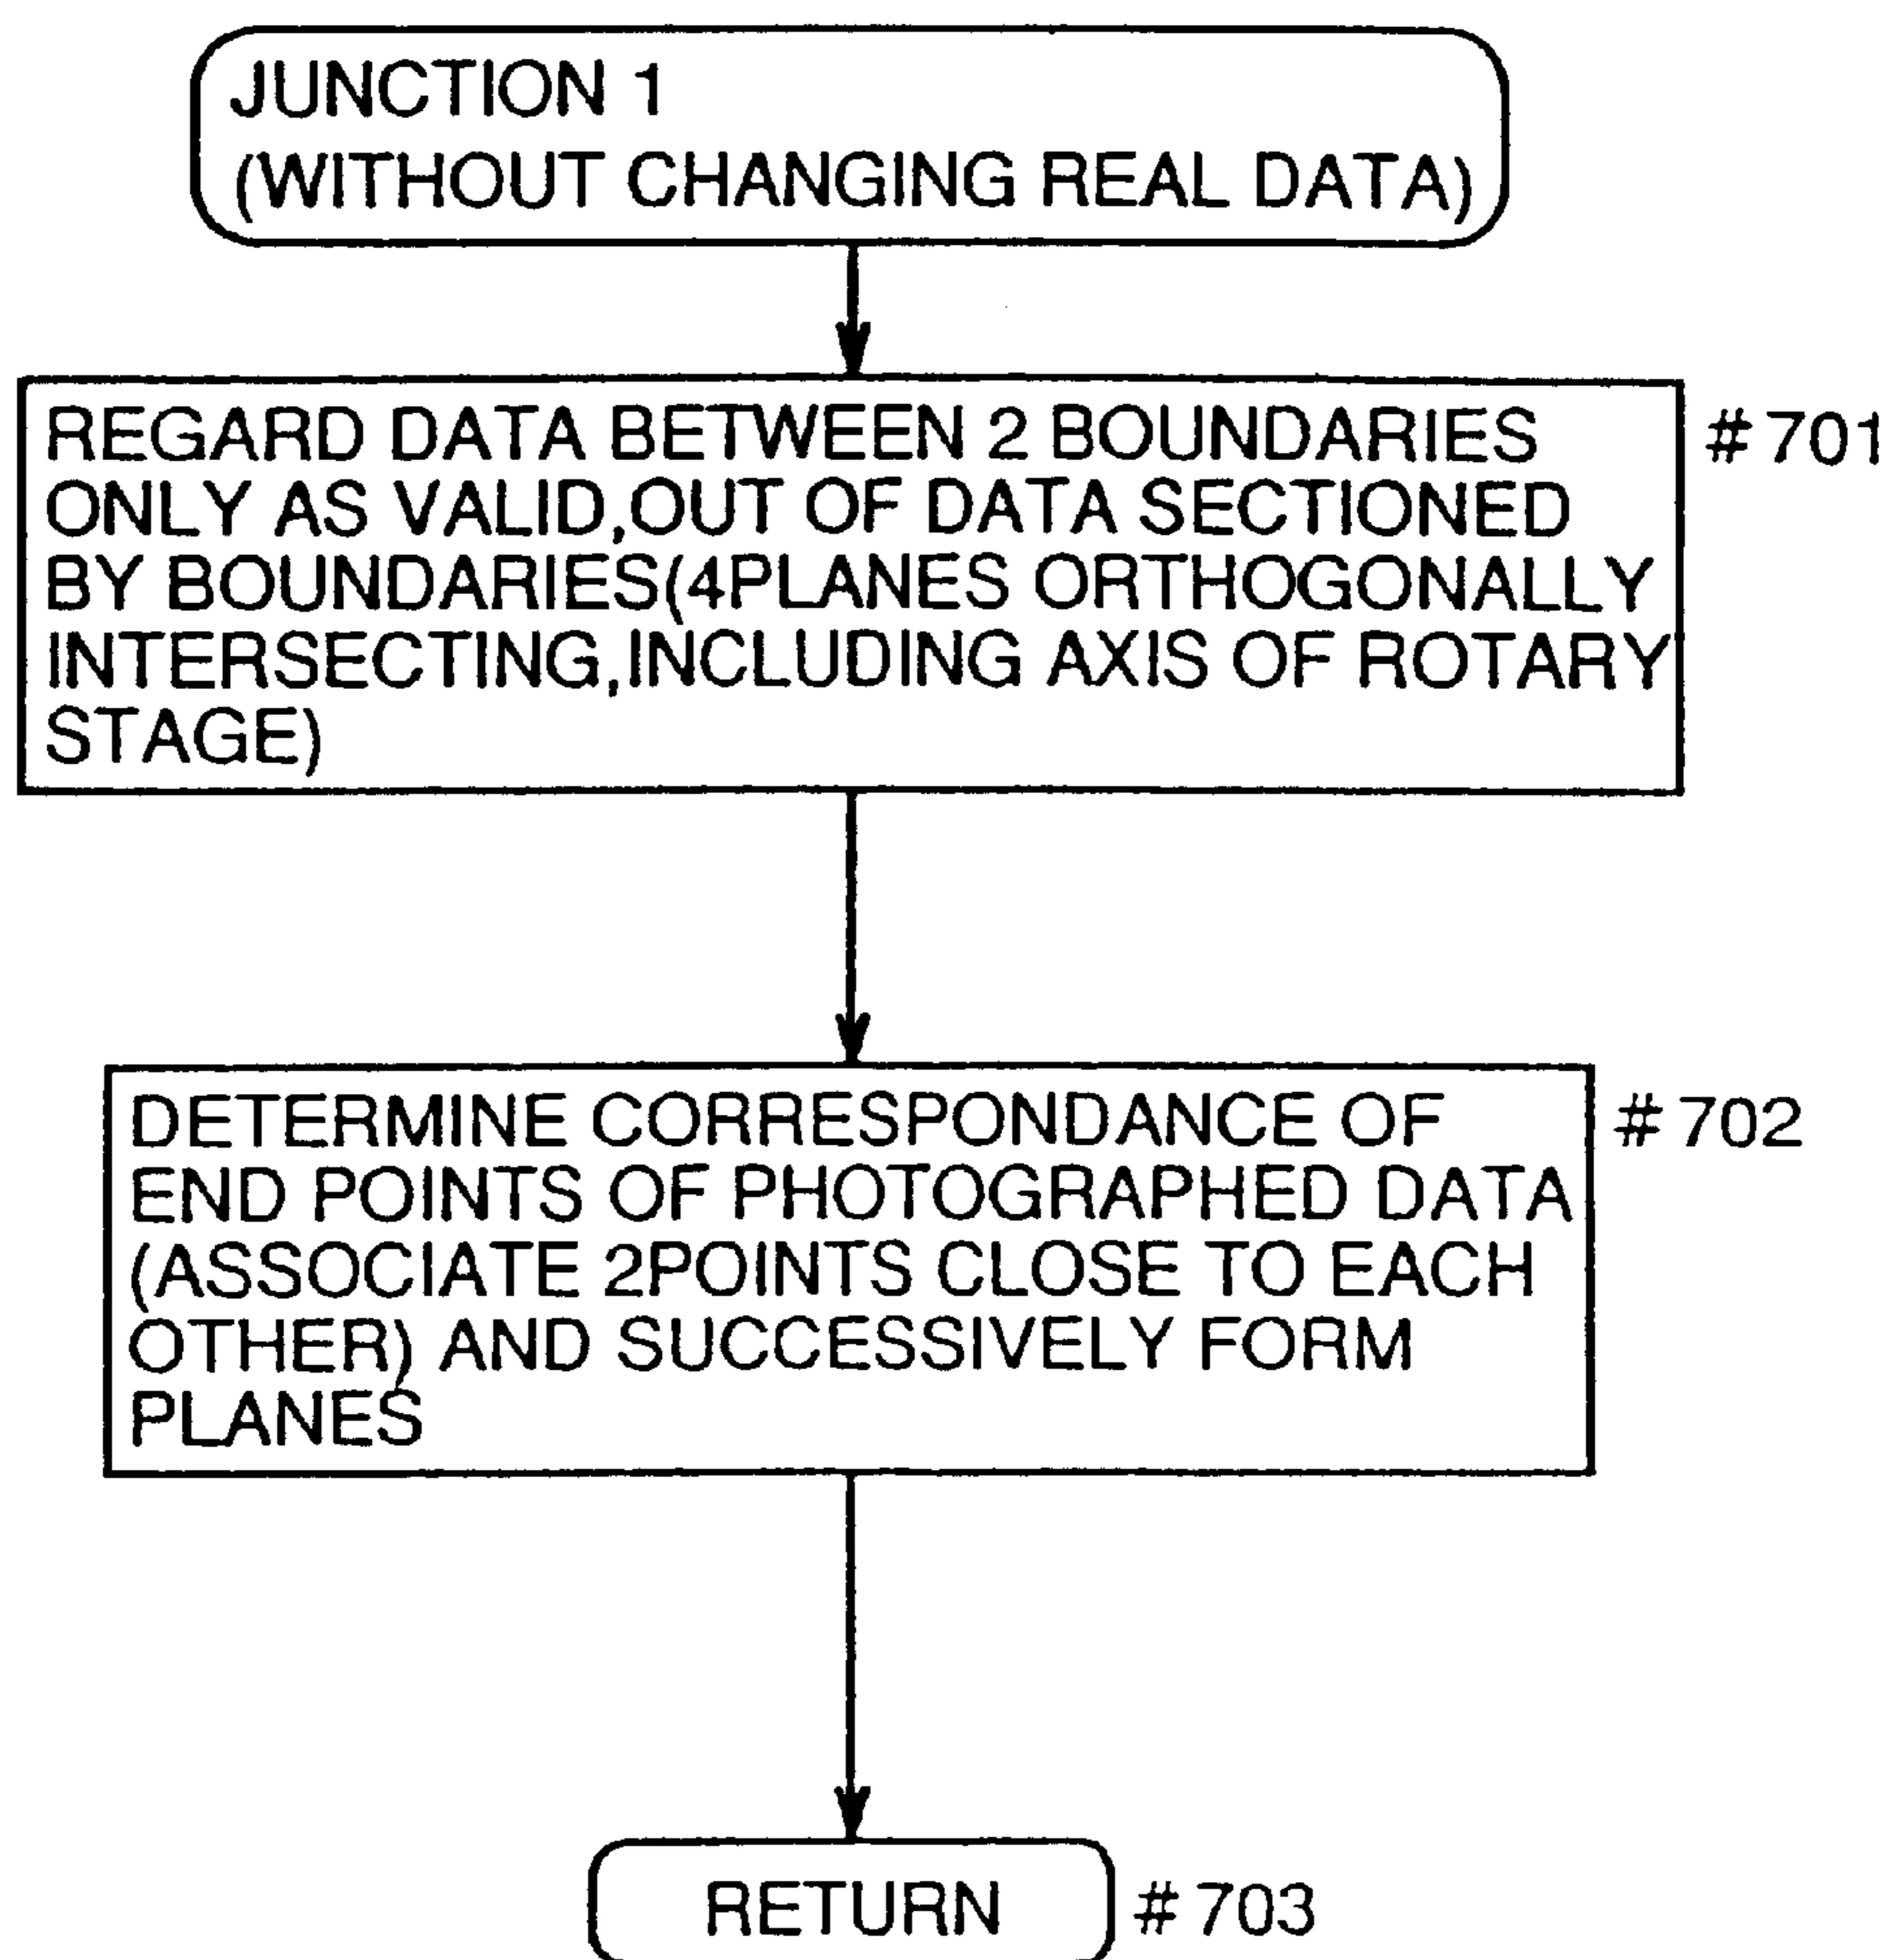 JUNCTION 1
(WITHOUT CHANGING REAL DATA)
REGARD DATA BETWEEN 2 BOUNDARIES
ONLY AS VALID,OUT OF DATA SECTIONED
BY BOUNDARIES(4PLANES ORTHOGONALLY
INTERSECTING,INCLUDING AXIS OF ROTARY
STAGE)
#701
DETERMINE CORRESPONDANCE OF
END POINTS OF PHOTOGRAPHED DATA
(ASSOCIATE 2POINTS CLOSE TO EACH
OTHER) AND SUCCESSIVELY FORM
PLANES
#702
RETURN
#703